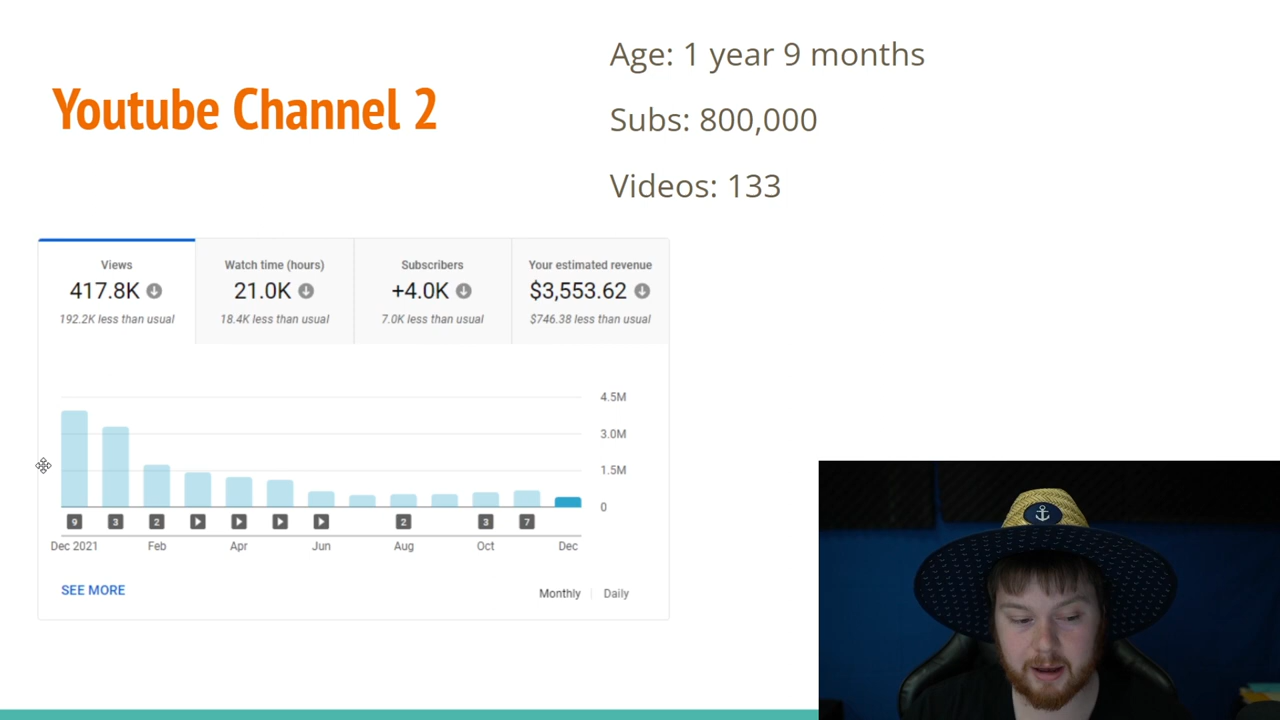 Youtube Channel 2
Age: 1 year 9 months
Subs: 800,000
Videos: 133
Views
417.8K
192.2K less than usual
Watch time (hours)
21.0K
18.4K less than usual
Subscribers
+4.0K
7.0K less than usual
Your estimated revenue
$3,553.62
$746.38 less than usual
4.5M
3.0M
1.5M
0
9 3 2 2 3 7
Dec 2021 Feb Apr Jun Aug Oct Dec
SEE MORE
Monthly Daily